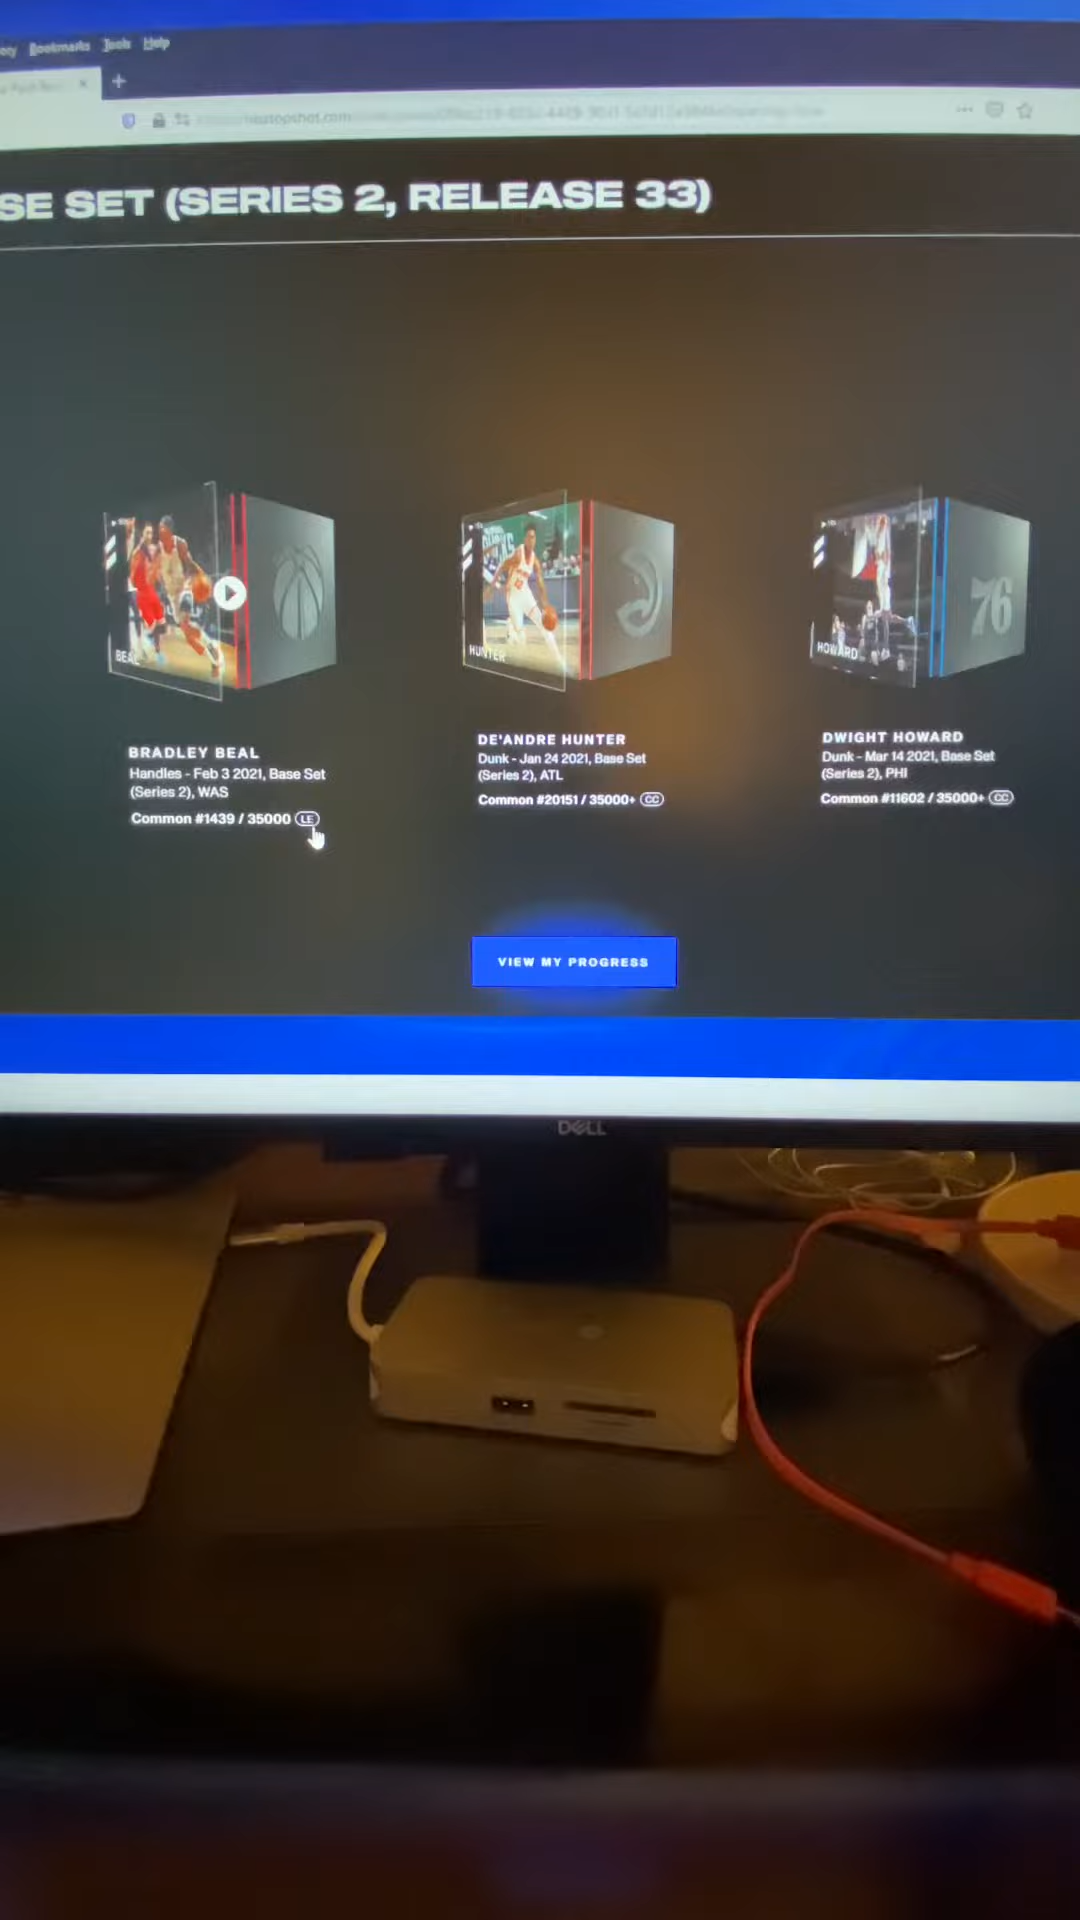 Bookmarks Tools Help
SE SET (SERIES 2, RELEASE 33)
BEAL
HUNTER
HOWARD
76
BRADLEY BEAL
Handles - Feb 3 2021, Base Set
(Series 2), WAS
Common #1439 / 35000 LE
DE'ANDRE HUNTER
Dunk - Jan 24 2021, Base Set
(Series 2), ATL
Common #20151 / 35000+ CC
DWIGHT HOWARD
Dunk - Mar 14 2021, Base Set
(Series 2), PHI
Common #11602 / 35000+ CC
VIEW MY PROGRESS
DELL